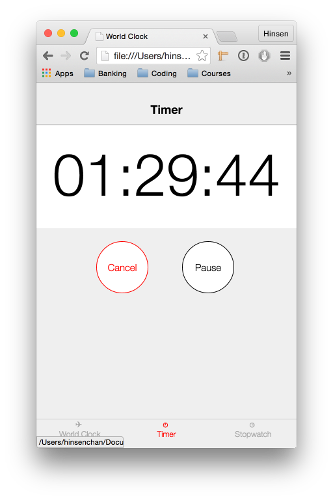 World Clock
Hinsen
file:///Users/hins...
Apps Banking Coding Courses »
Timer
01:29:44
Cancel Pause
World Clock Timer Stopwatch
/Users/hinsenchan/Docu